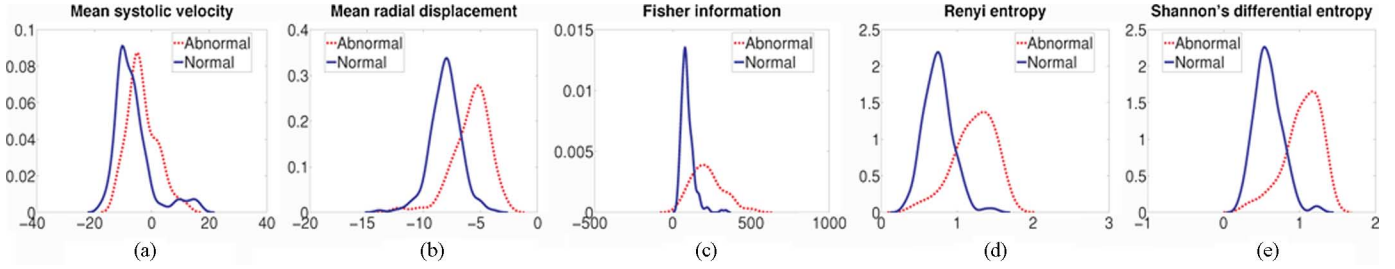 Mean systolic velocity
0.1
0.08
0.06
0.04
0.02
0
−40
−20
0
20
40
Abnormal
Normal
(a)
Mean radial displacement
0.4
0.3
0.2
0.1
0
−20
−15
−10
−5
0
Abnormal
Normal
(b)
Fisher information
0.015
0.01
0.005
0
−500
0
500
1000
Abnormal
Normal
(c)
Renyi entropy
2.5
2
1.5
1
0.5
0
0
1
2
Abnormal
Normal
(d)
Shannon's differential entropy
2.5
2
1.5
1
0.5
0
−1
0
1
2
Abnormal
Normal
(e)